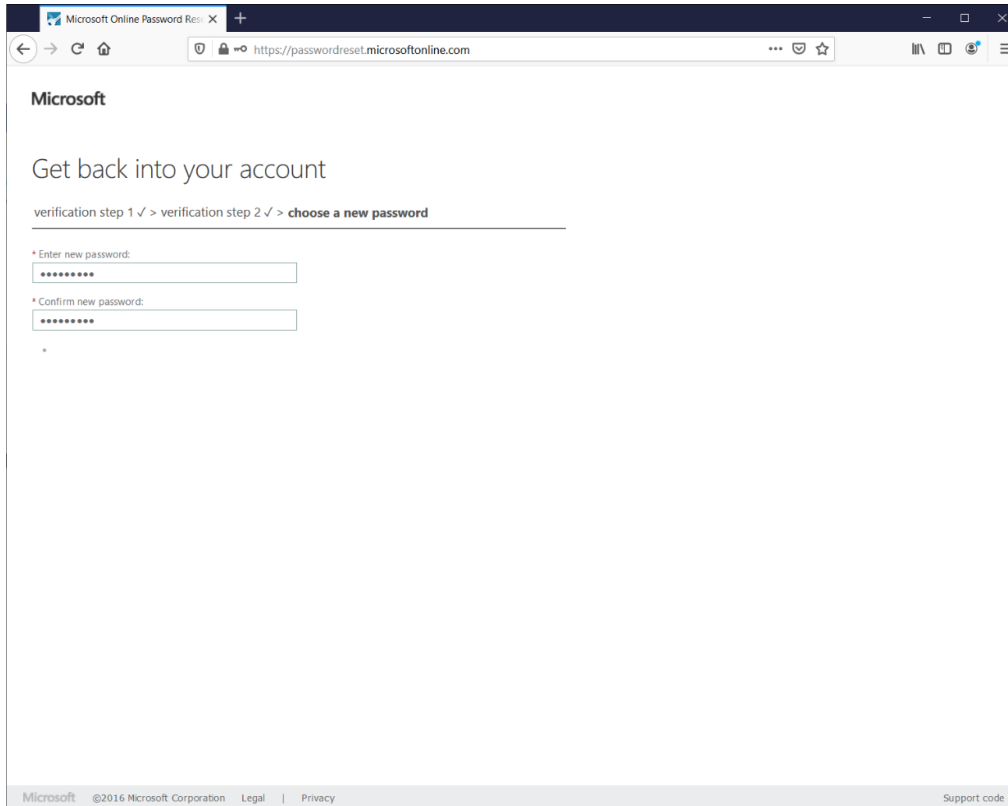 Microsoft Online Password Res
https://passwordreset.microsoftonline.com
Microsoft
Get back into your account
verification step 1 ✓ > verification step 2 ✓ > choose a new password
* Enter new password:
•••••••••
* Confirm new password:
•••••••••
Microsoft ©2016 Microsoft Corporation Legal | Privacy Support code